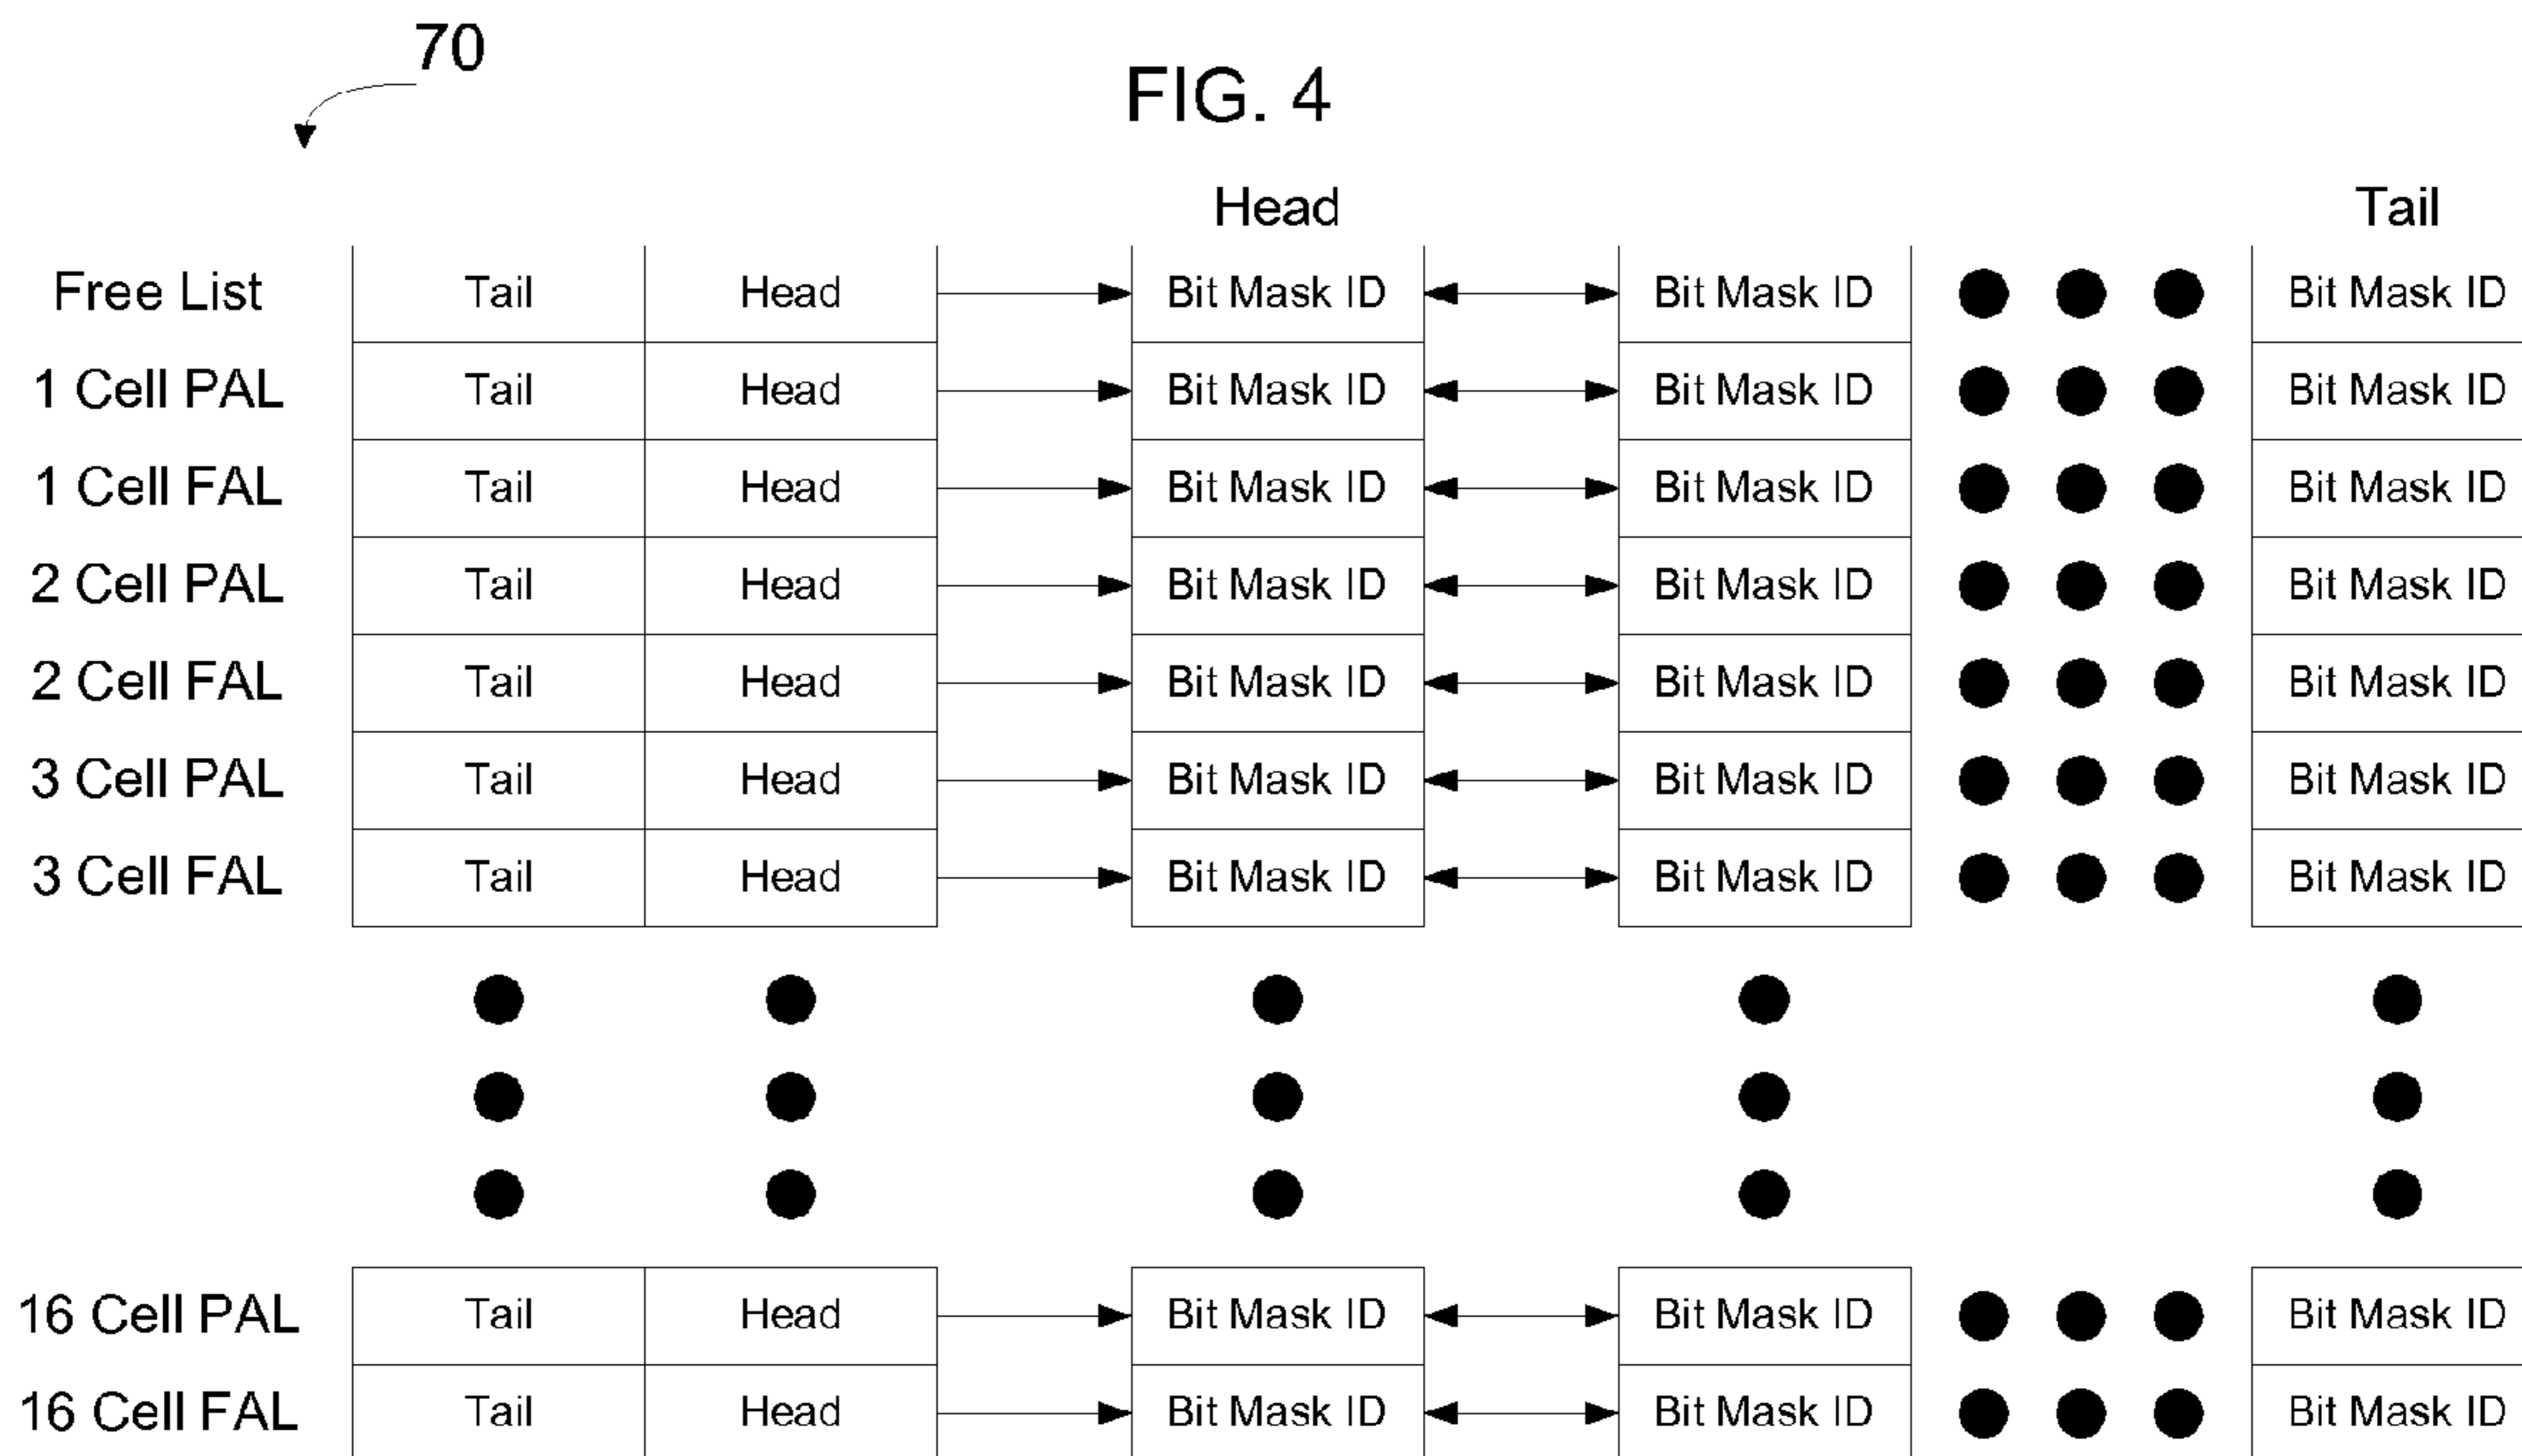 70
FIG. 4
Head Tail
Free List Tail Head Bit Mask ID Bit Mask ID Bit Mask ID
1 Cell PAL Tail Head Bit Mask ID Bit Mask ID Bit Mask ID
1 Cell FAL Tail Head Bit Mask ID Bit Mask ID Bit Mask ID
2 Cell PAL Tail Head Bit Mask ID Bit Mask ID Bit Mask ID
2 Cell FAL Tail Head Bit Mask ID Bit Mask ID Bit Mask ID
3 Cell PAL Tail Head Bit Mask ID Bit Mask ID Bit Mask ID
3 Cell FAL Tail Head Bit Mask ID Bit Mask ID Bit Mask ID
16 Cell PAL Tail Head Bit Mask ID Bit Mask ID Bit Mask ID
16 Cell FAL Tail Head Bit Mask ID Bit Mask ID Bit Mask ID